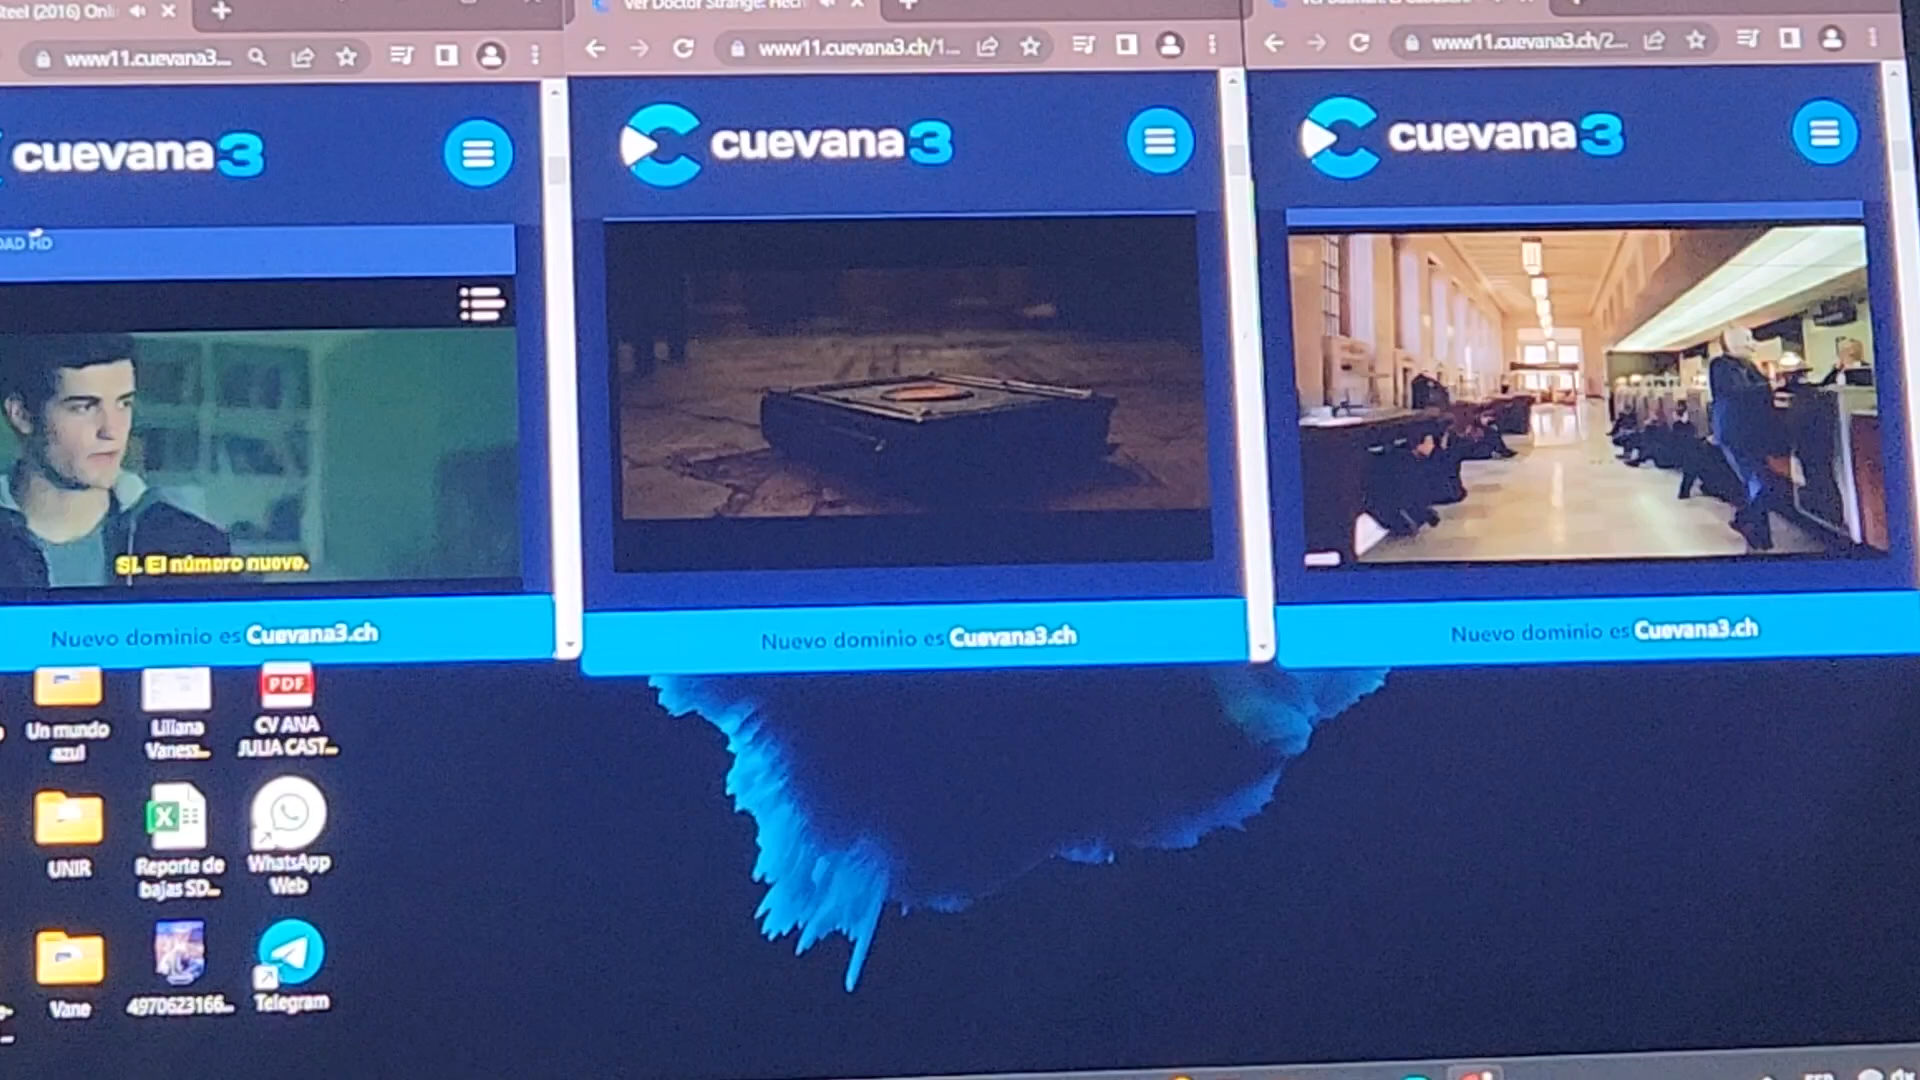 Steel (2016) Onli
Ver Doctor Strange: Hech
www11.cuevana3...
www11.cuevana3.ch/1...
www11.cuevana3.ch/2...
cuevana3
cuevana3
cuevana3
DAD HD
SI. El número nuevo.
Nuevo dominio es Cuevana3.ch
Nuevo dominio es Cuevana3.ch
Nuevo dominio es Cuevana3.ch
PDF
Un mundo azul
Liliana Vaness...
CV ANA JULIA CAST...
UNIR
Reporte de bajas SD...
WhatsApp Web
Vane
4970623166...
Telegram